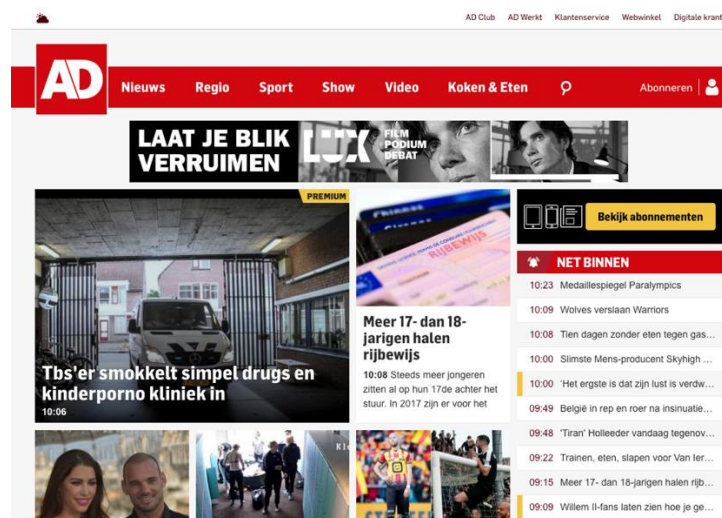 AD Club AD Werkt Klantenservice Webwinkel Digitale krant
AD
Nieuws Regio Sport Show Video Koken & Eten
Abonneren
LAAT JE BLIK
VERRUIMEN
LUX
FILM
PODIUM
DEBAT
PREMIUM
Tbs'er smokkelt simpel drugs en
kinderporno kliniek in
10:06
RIJBEWIJS
Meer 17- dan 18-
jarigen halen
rijbewijs
10:08 Steeds meer jongeren
zitten al op hun 17de achter het
stuur. In 2017 zijn er voor het
Bekijk abonnementen
NET BINNEN
10:23 Medaillespiegel Paralympics
10:09 Wolves verslaan Warriors
10:08 Tien dagen zonder eten tegen gas...
10:00 Slimste Mens-producent Skyhigh ...
10:00 'Het ergste is dat zijn lust is verdw...
09:49 België in rep en roer na insinuatie...
09:48 'Tiran' Holleeder vandaag tegenov...
09:22 Trainen, eten, slapen voor Van Ier...
09:15 Meer 17- dan 18-jarigen halen rijb...
09:09 Willem II-fans laten zien hoe je ge...